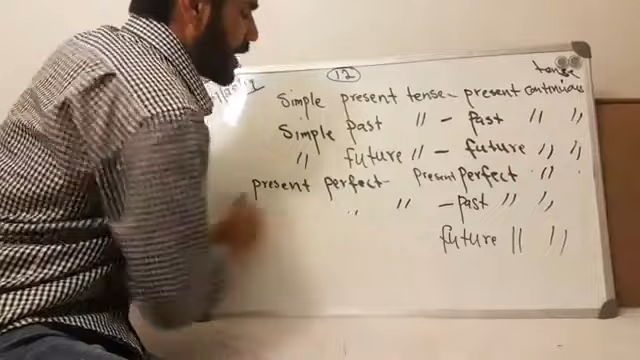 12
tense
Simple present tense - present continuous
Simple past 〃 - past 〃 〃
〃 future 〃 - future 〃 〃
present perfect - present perfect 〃
〃 〃 - past 〃 〃
future 〃 〃